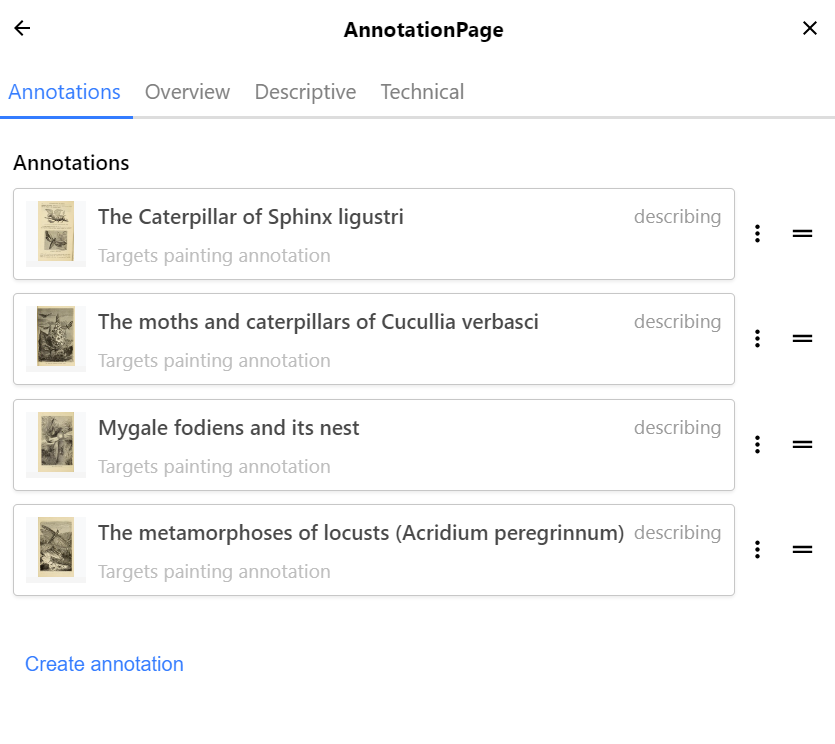 AnnotationPage
Annotations Overview Descriptive Technical
Annotations
The Caterpillar of Sphinx ligustri describing
Targets painting annotation
The moths and caterpillars of Cucullia verbasci describing
Targets painting annotation
Mygale fodiens and its nest describing
Targets painting annotation
The metamorphoses of locusts (Acridium peregrinnum) describing
Targets painting annotation
Create annotation